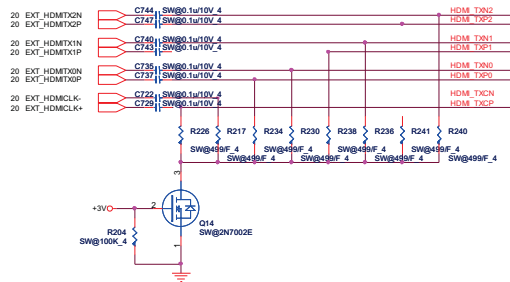 20 EXT_HDMITX2N C744 SW@0.1u/10V_4 HDMI_TXN2
20 EXT_HDMITX2P C747 SW@0.1u/10V_4 HDMI_TXP2
20 EXT_HDMITX1N C740 SW@0.1u/10V_4 HDMI_TXN1
20 EXT_HDMITX1P C743 SW@0.1u/10V_4 HDMI_TXP1
20 EXT_HDMITX0N C735 SW@0.1u/10V_4 HDMI_TXN0
20 EXT_HDMITX0P C737 SW@0.1u/10V_4 HDMI_TXP0
20 EXT_HDMICLK- C722 SW@0.1u/10V_4 HDMI_TXCN
20 EXT_HDMICLK+ C729 SW@0.1u/10V_4 HDMI_TXCP
R226 R217 R234 R230 R238 R236 R241 R240
SW@499/F_4 SW@499/F_4 SW@499/F_4 SW@499/F_4
SW@499/F_4 SW@499/F_4 SW@499/F_4 SW@499/F_4
3
+3V 2
Q14
SW@2N7002E
R204
SW@100K_4
1